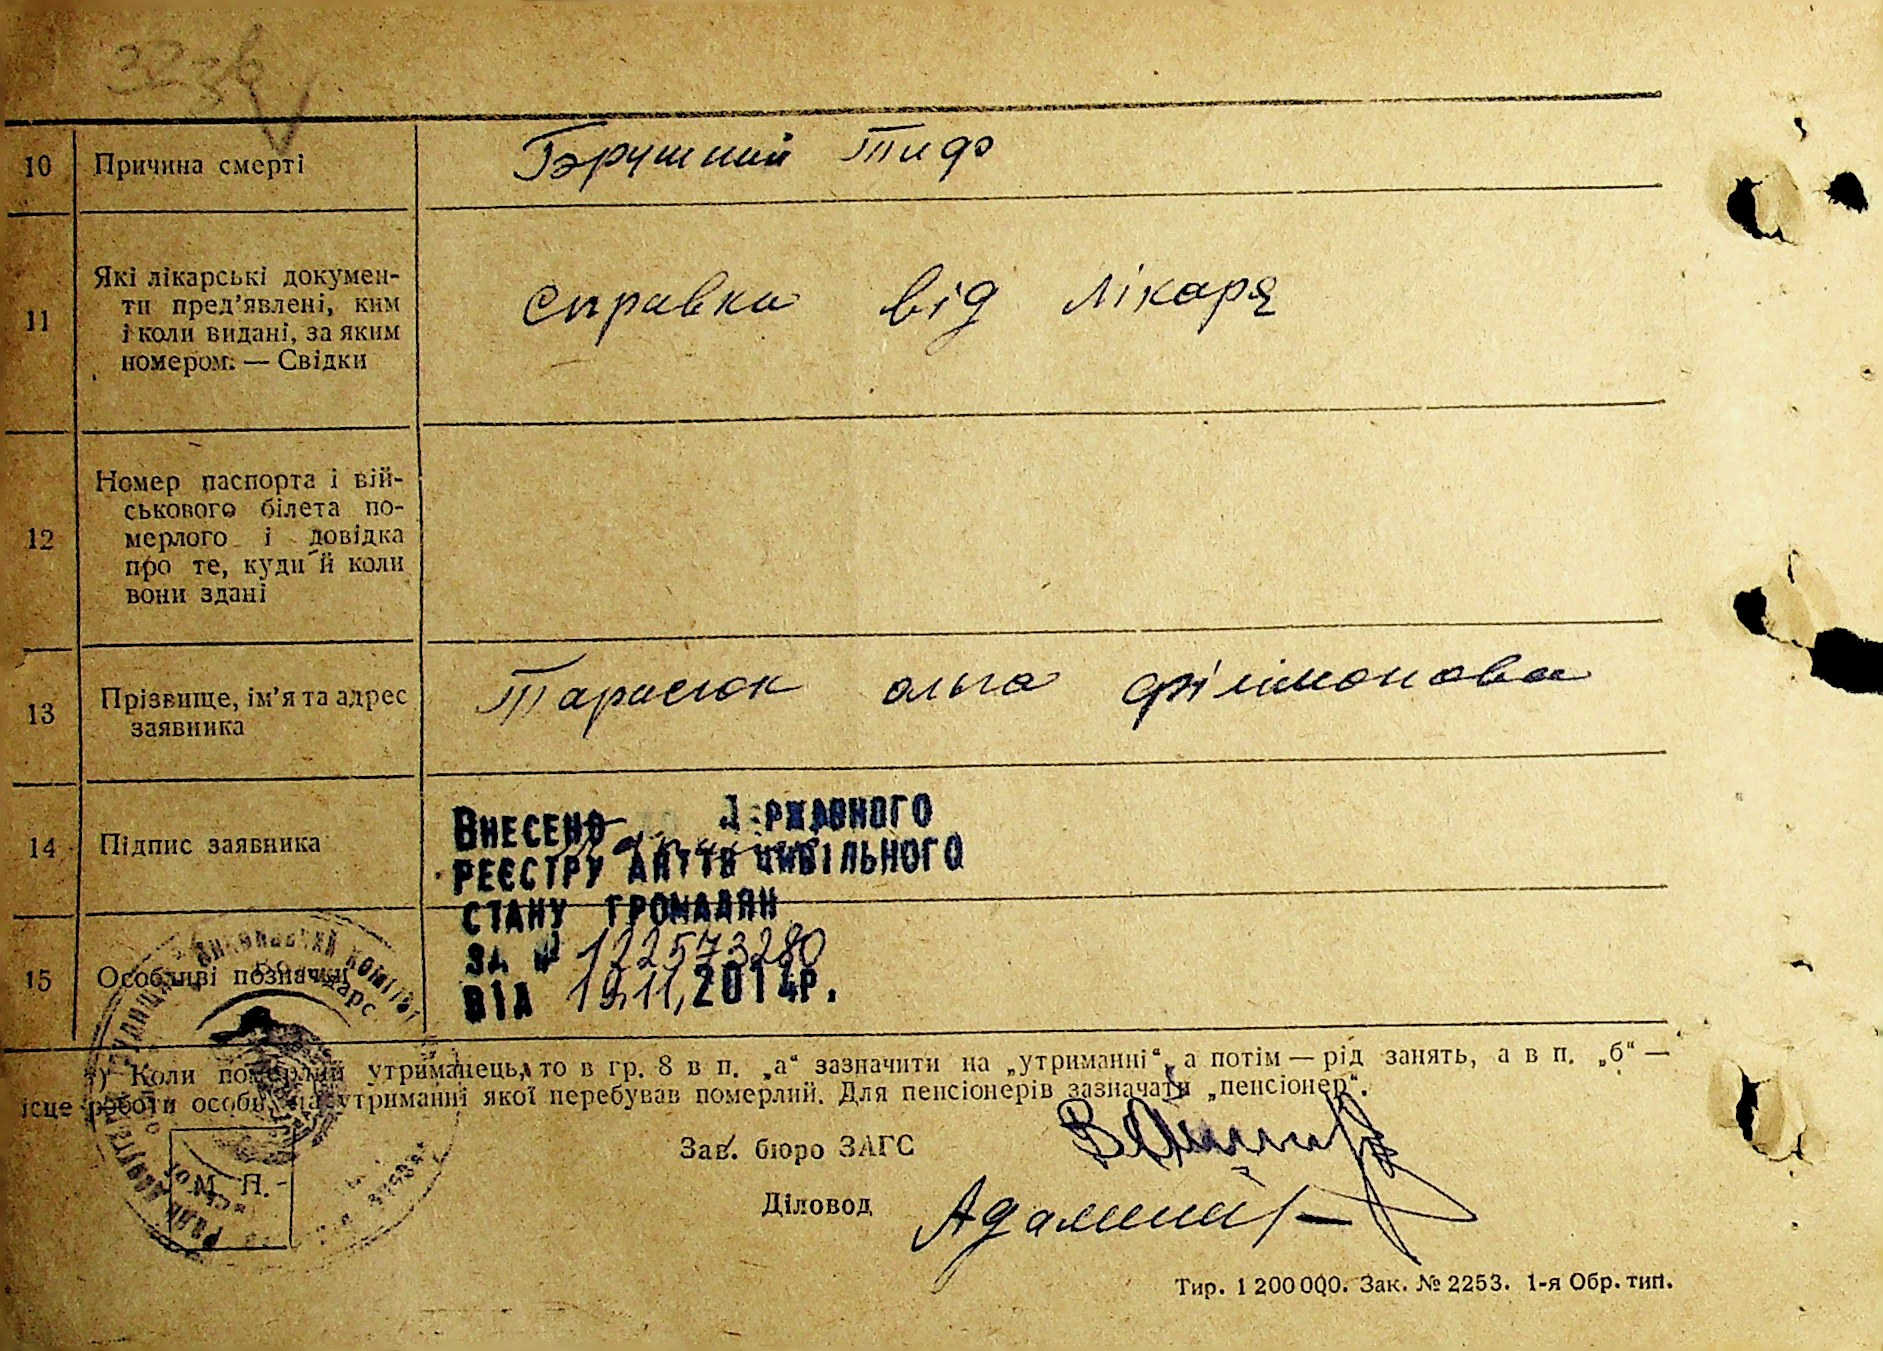 10 Причина смерті
Бэрушний тидр
11 Які лікарські докумен-
ти пред’явлені, ким
і коли видані, за яким
номером. — Свідки
справка від лікаря
12 Номер паспорта і вій-
ськового білета по-
мерлого і довідка
про те, куди й коли
вони здані
13 Прізвище, ім’я та адрес
заявника
Тарасюк ольга філімонова
14 Підпис заявника
15 Особливі позначки
Внесено до Державного
реєстру актів цивільного
стану громадян
за № 122573280
від 19.11.2014р.
*) Коли померлий утриманець, то в гр. 8 в п. „а“ зазначити на „утриманні“, а потім — рід занять, а в п. „б“ —
ісце роботи особи, на утриманні якої перебував померлий. Для пенсіонерів зазначати „пенсіонер“.
Зав. бюро ЗАГС
Діловод
М. П.
Тир. 1 200 000. Зак. № 2253. 1-я Обр. тип.